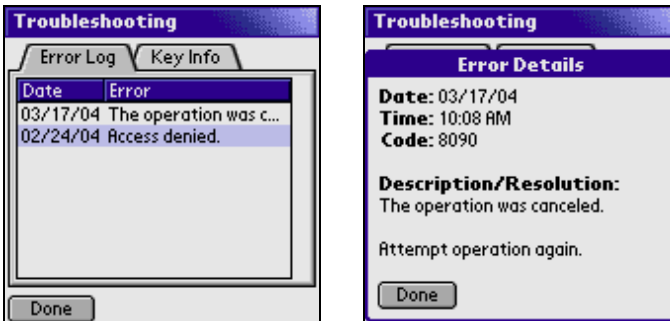 Troubleshooting
Error Log Key Info
Date Error
03/17/04 The operation was c...
02/24/04 Access denied.
Done
Troubleshooting
Error Details
Date: 03/17/04
Time: 10:08 AM
Code: 8090
Description/Resolution:
The operation was canceled.
Attempt operation again.
Done